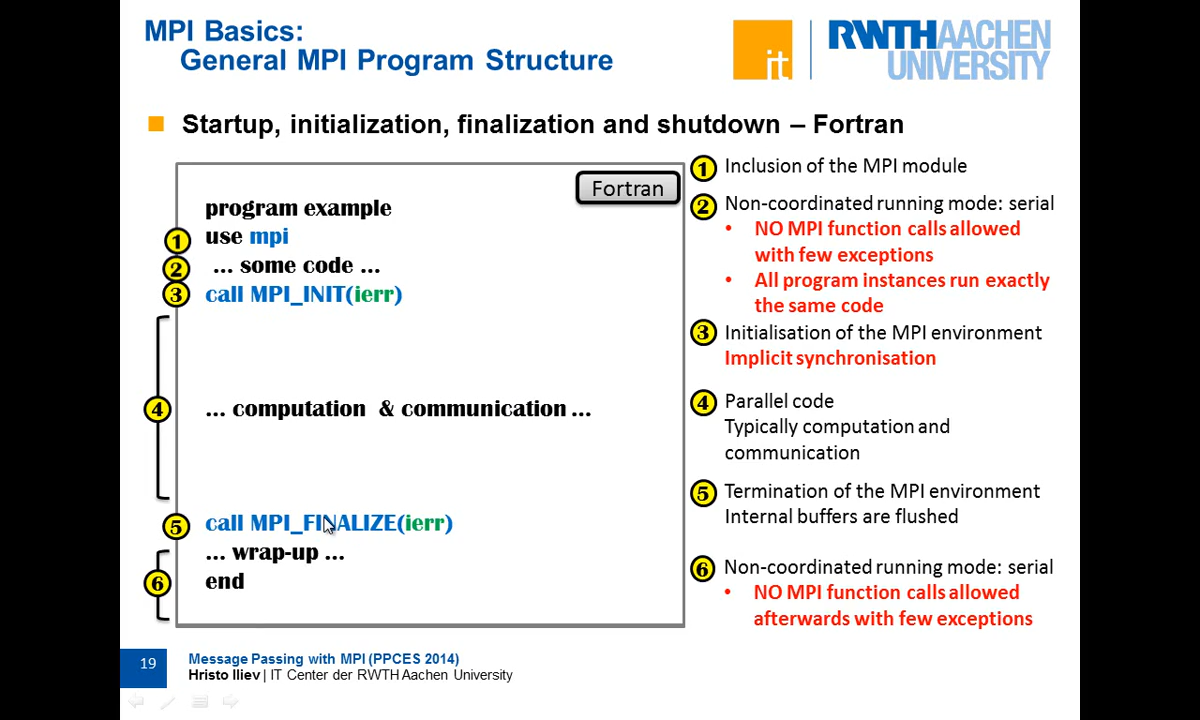 MPI Basics:
General MPI Program Structure
it
RWTHAACHEN
UNIVERSITY
Startup, initialization, finalization and shutdown – Fortran
Fortran
program example
1 use mpi
2 ... some code ...
3 call MPI_INIT(ierr)
4 ... computation & communication ...
5 call MPI_FINALIZE(ierr)
... wrap-up ...
6 end
1 Inclusion of the MPI module
2 Non-coordinated running mode: serial
• NO MPI function calls allowed
with few exceptions
• All program instances run exactly
the same code
3 Initialisation of the MPI environment
Implicit synchronisation
4 Parallel code
Typically computation and
communication
5 Termination of the MPI environment
Internal buffers are flushed
6 Non-coordinated running mode: serial
• NO MPI function calls allowed
afterwards with few exceptions
19
Message Passing with MPI (PPCES 2014)
Hristo Iliev | IT Center der RWTH Aachen University